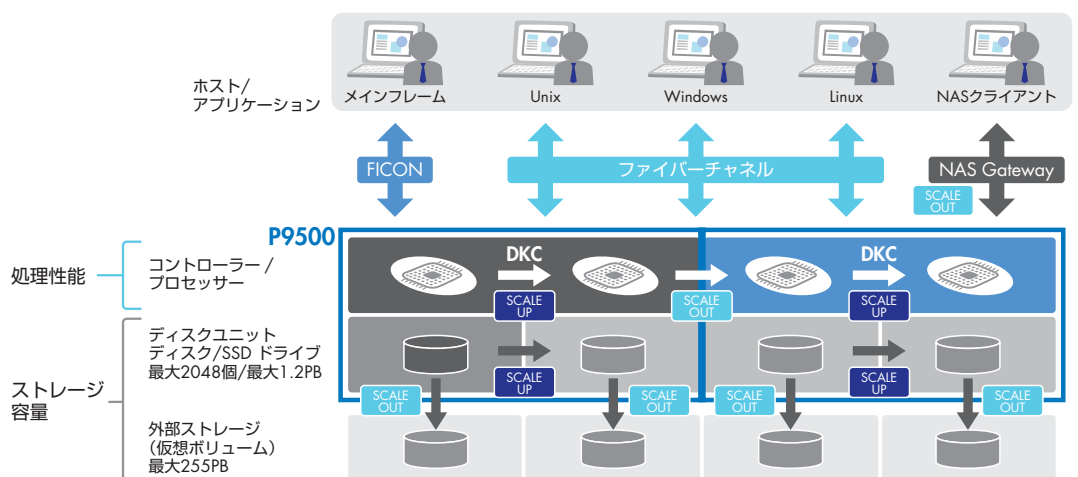 ホスト/
アプリケーション
メインフレーム
Unix
Windows
Linux
NASクライアント
FICON
ファイバーチャネル
NAS Gateway
SCALE
OUT
P9500
処理性能
コントローラー /
プロセッサー
DKC
DKC
SCALE
UP
SCALE
OUT
SCALE
UP
ストレージ
容量
ディスクユニット
ディスク/SSD ドライブ
最大2048個/最大1.2PB
SCALE
UP
SCALE
UP
SCALE
OUT
SCALE
OUT
SCALE
OUT
SCALE
OUT
外部ストレージ
（仮想ボリューム）
最大255PB